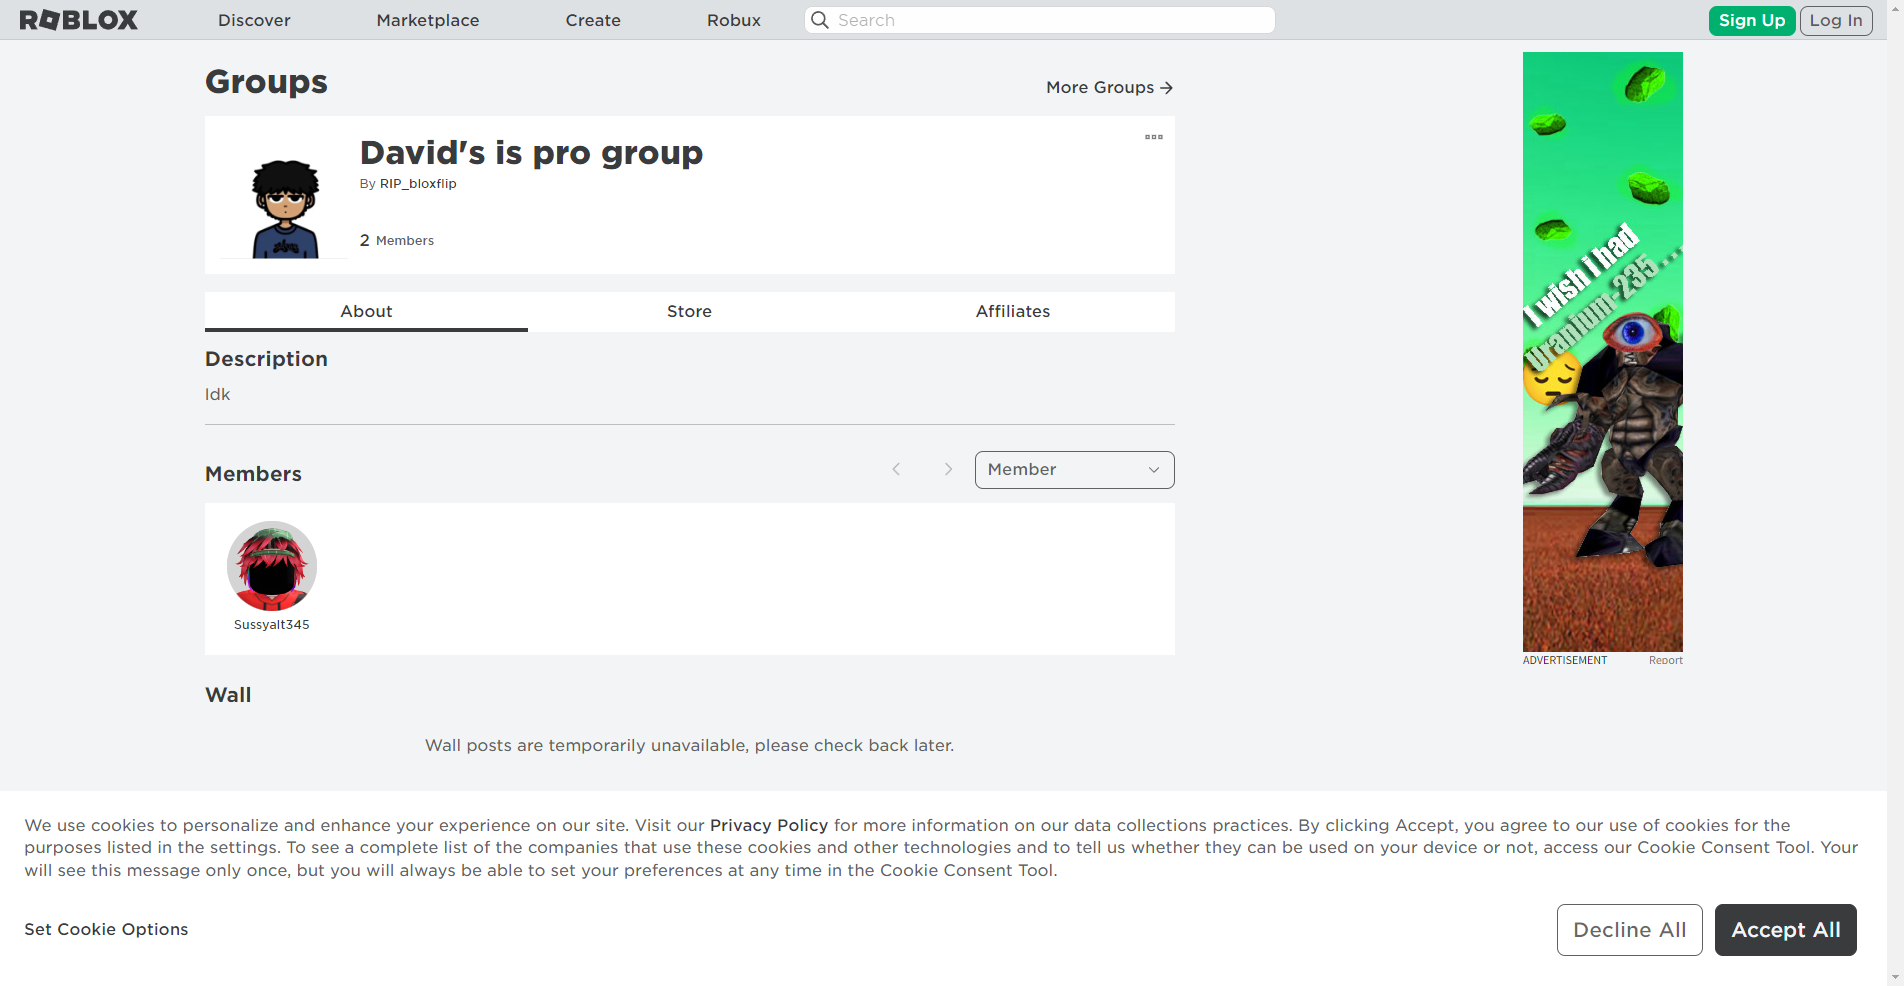 ROBLOX
Discover
Marketplace
Create
Robux
Search
Sign Up
Log In
Groups
More Groups
David's is pro group
By RIP_bloxflip
2 Members
About
Store
Affiliates
Description
Idk
Members
Member
Sussyalt345
Wall
Wall posts are temporarily unavailable, please check back later.
I wish i had
Uranium-235...
ADVERTISEMENT
Report
We use cookies to personalize and enhance your experience on our site. Visit our Privacy Policy for more information on our data collections practices. By clicking Accept, you agree to our use of cookies for the
purposes listed in the settings. To see a complete list of the companies that use these cookies and other technologies and to tell us whether they can be used on your device or not, access our Cookie Consent Tool. Your
will see this message only once, but you will always be able to set your preferences at any time in the Cookie Consent Tool.
Set Cookie Options
Decline All
Accept All